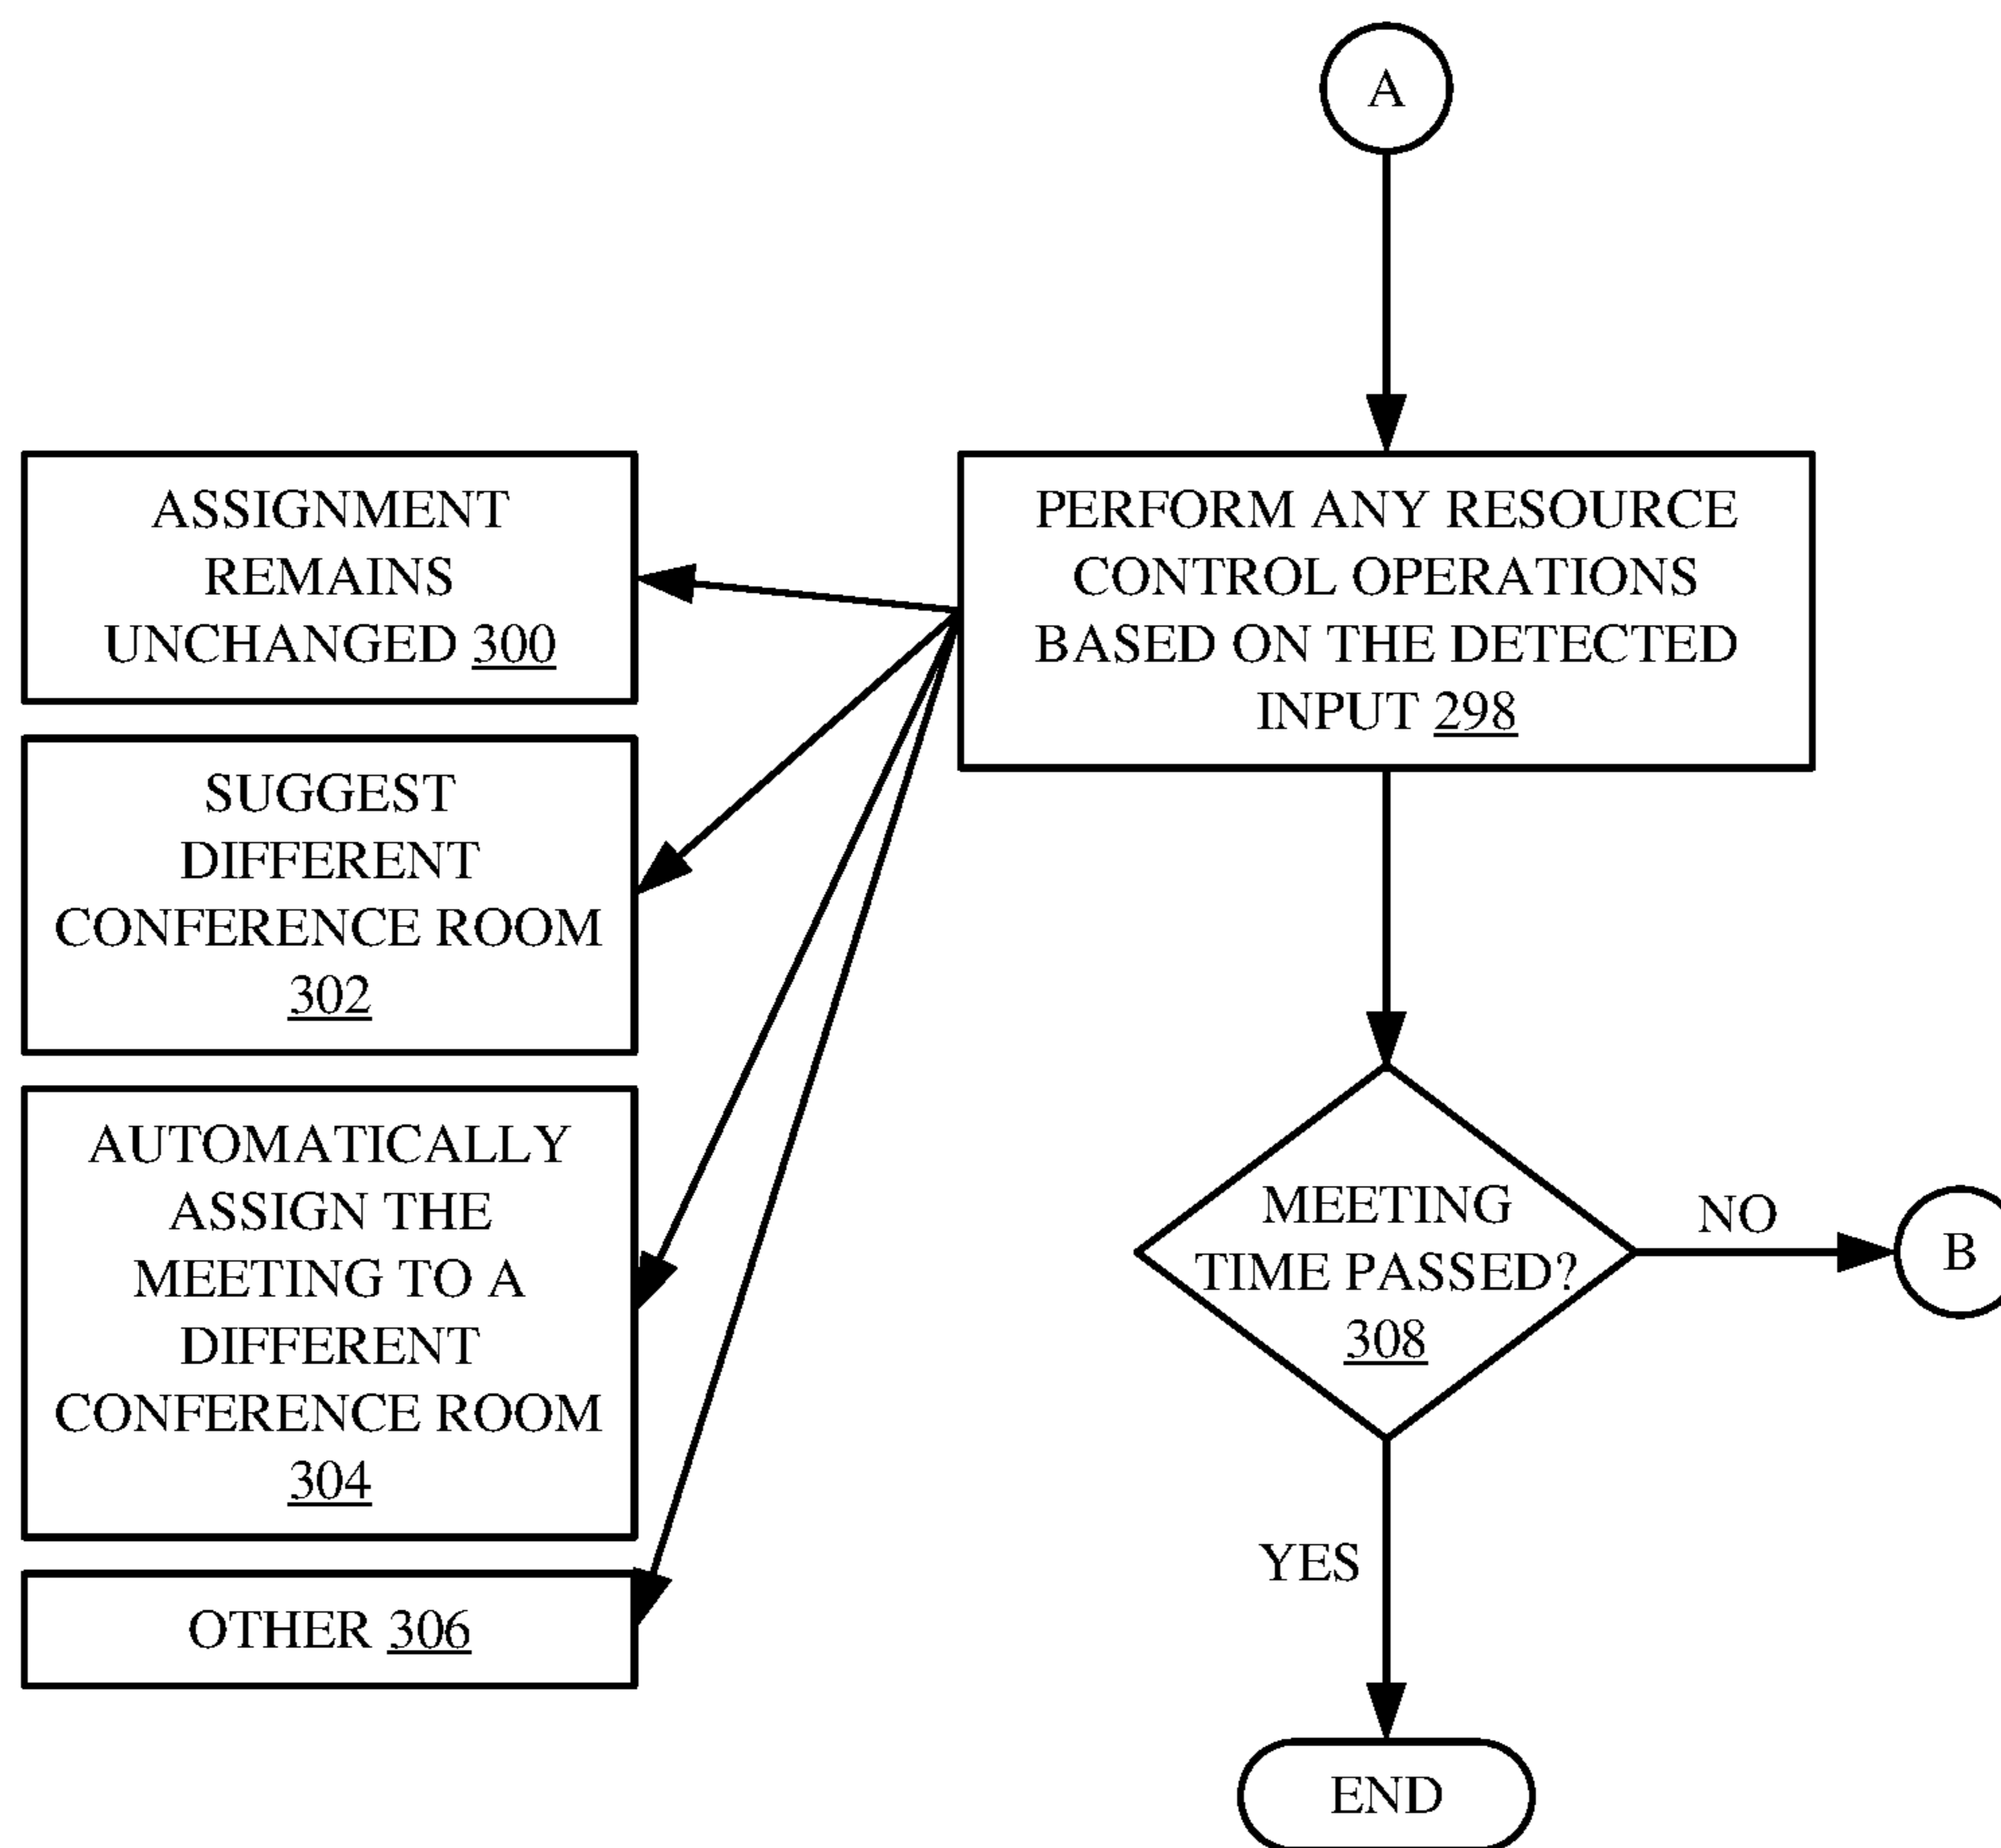 A
PERFORM ANY RESOURCE
CONTROL OPERATIONS
BASED ON THE DETECTED
INPUT 298
ASSIGNMENT
REMAINS
UNCHANGED 300
SUGGEST
DIFFERENT
CONFERENCE ROOM
302
AUTOMATICALLY
ASSIGN THE
MEETING TO A
DIFFERENT
CONFERENCE ROOM
304
OTHER 306
MEETING
TIME PASSED?
308
NO
B
YES
END